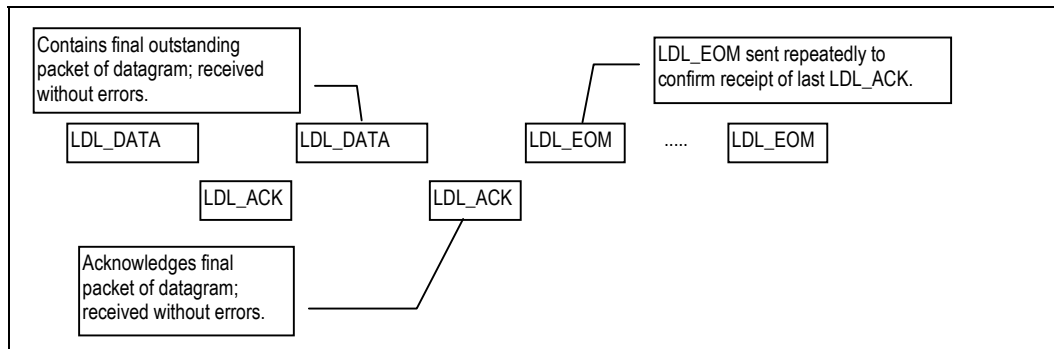 Contains final outstanding
packet of datagram; received
without errors.
LDL_EOM sent repeatedly to
confirm receipt of last LDL_ACK.
LDL_DATA
LDL_DATA
LDL_EOM
.....
LDL_EOM
LDL_ACK
LDL_ACK
Acknowledges final
packet of datagram;
received without errors.